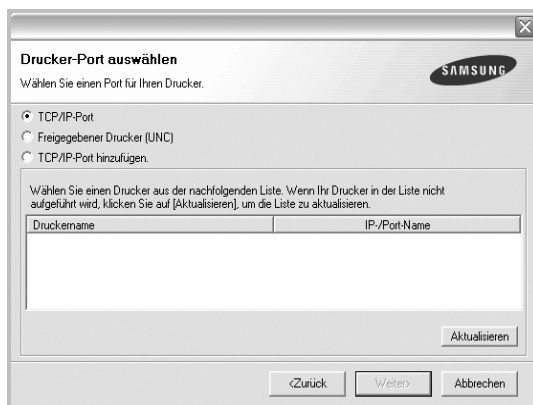 Drucker-Port auswählen
Wählen Sie einen Port für Ihren Drucker.
SAMSUNG
TCP/IP-Port
Freigegebener Drucker (UNC)
TCP/IP-Port hinzufügen.
Wählen Sie einen Drucker aus der nachfolgenden Liste. Wenn Ihr Drucker in der Liste nicht
aufgeführt wird, klicken Sie auf [Aktualisieren], um die Liste zu aktualisieren.
Druckername IP-/Port-Name
Aktualisieren
<Zurück Weiter> Abbrechen